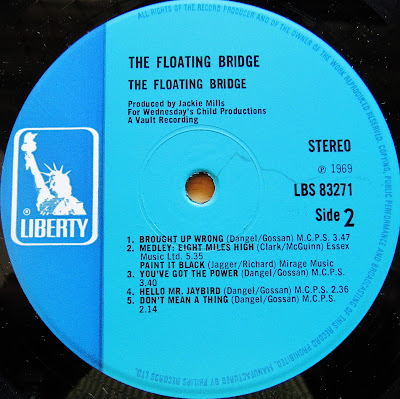 ALL RIGHTS OF THE RECORD PRODUCER AND OF THE OWNER OF THE WORK REPRODUCED RESERVED. COPYING, PUBLIC PERFORMANCE AND BROADCASTING OF THIS RECORD PROHIBITED. MANUFACTURED BY PHILIPS RECORDS LTD.
THE FLOATING BRIDGE
THE FLOATING BRIDGE
Produced by Jackie Mills
For Wednesday's Child Productions
A Vault Recording
STEREO
℗ 1969
LBS 83271
Side 2
® LIBERTY
1. BROUGHT UP WRONG (Dangel/Gossan) M.C.P.S. 3.47
2. MEDLEY: EIGHT MILES HIGH (Clark/McGuinn) Essex
Music Ltd. 5.35
PAINT IT BLACK (Jagger/Richard) Mirage Music
3. YOU'VE GOT THE POWER (Dangel/Gossan) M.C.P.S.
3.40
4. HELLO MR. JAYBIRD (Dangel/Gossan) M.C.P.S. 2.36
5. DON'T MEAN A THING (Dangel/Gossan) M.C.P.S.
2.14